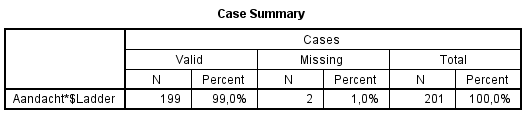 Case Summary
Cases
Valid Missing Total
N Percent N Percent N Percent
Aandacht*$Ladder 199 99,0% 2 1,0% 201 100,0%